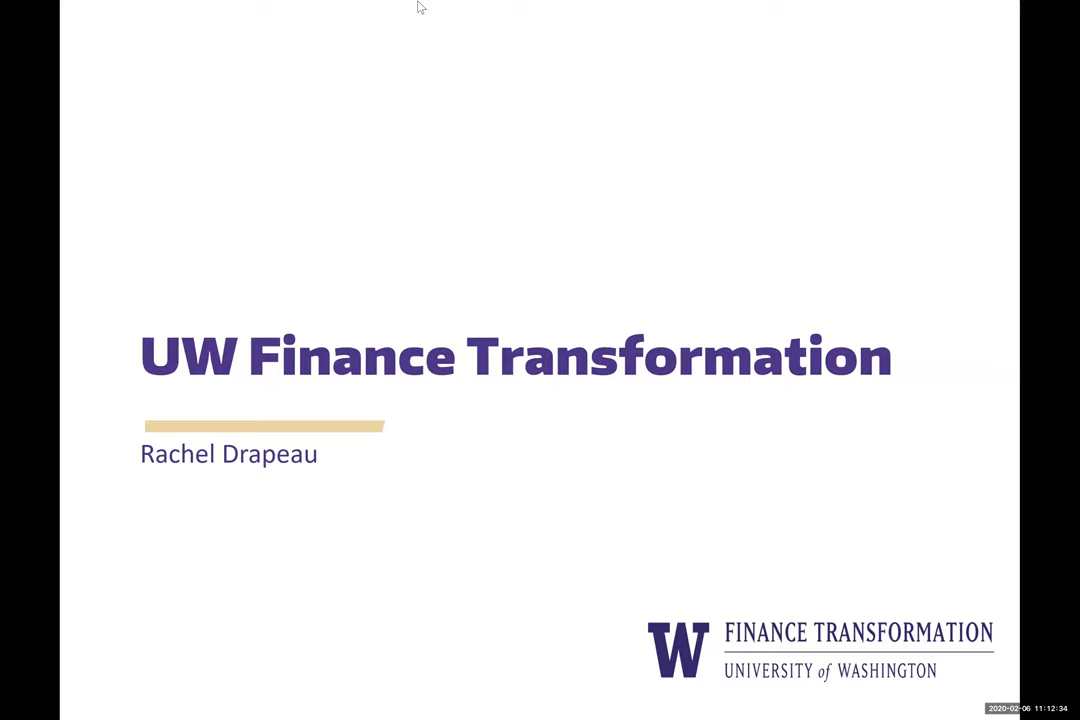 UW Finance Transformation
Rachel Drapeau
W FINANCE TRANSFORMATION
UNIVERSITY of WASHINGTON
2020-02-06 11:12:34